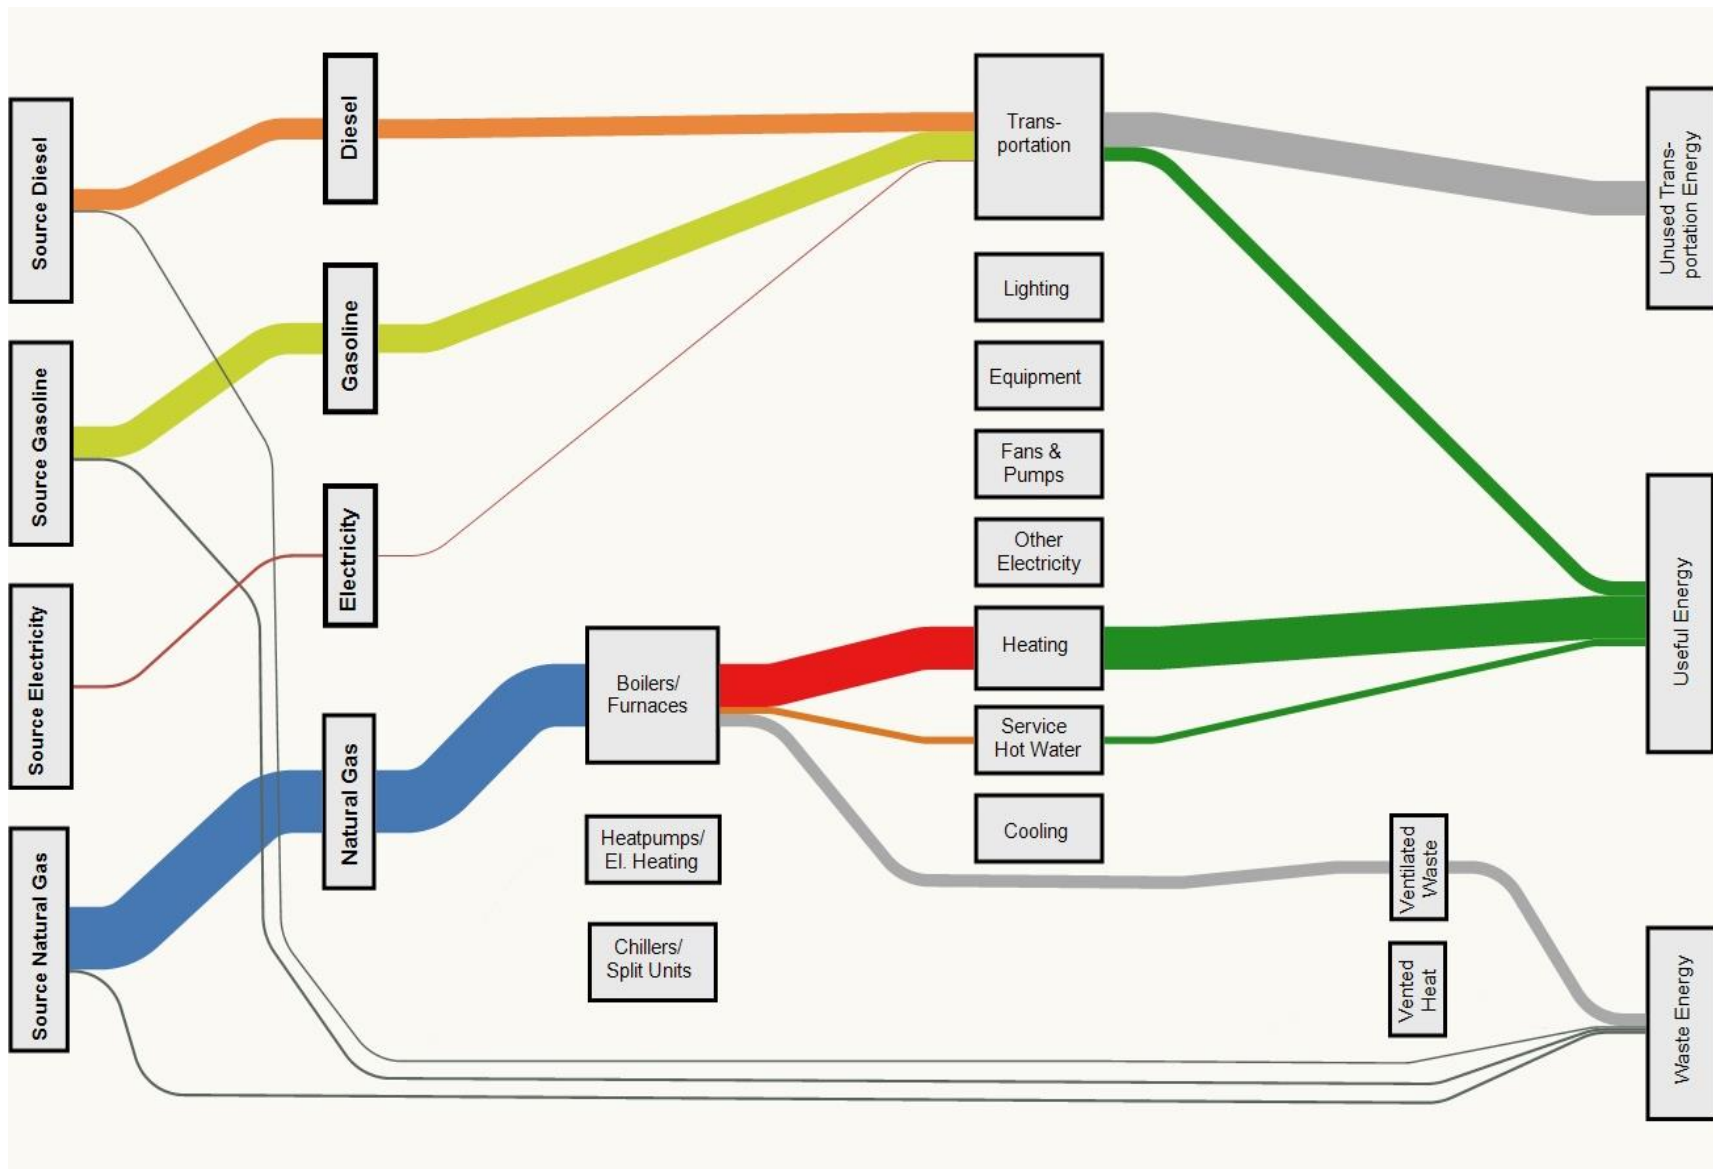 Source Diesel
Source Gasoline
Source Electricity
Source Natural Gas
Diesel
Gasoline
Electricity
Natural Gas
Boilers/
Furnaces
Heatpumps/
El. Heating
Chillers/
Split Units
Trans-
portation
Lighting
Equipment
Fans &
Pumps
Other
Electricity
Heating
Service
Hot Water
Cooling
Ventilated
Waste
Vented
Heat
Unused Trans-
portation Energy
Useful Energy
Waste Energy